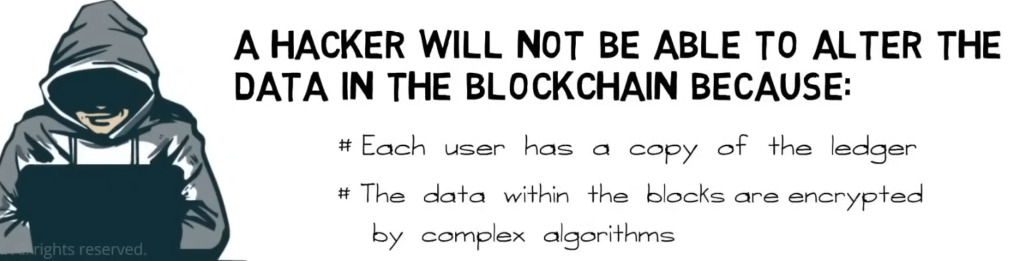 A HACKER WILL NOT BE ABLE TO ALTER THE
DATA IN THE BLOCKCHAIN BECAUSE:
# Each user has a copy of the ledger
# The data within the blocks are encrypted
by complex algorithms
rights reserved.